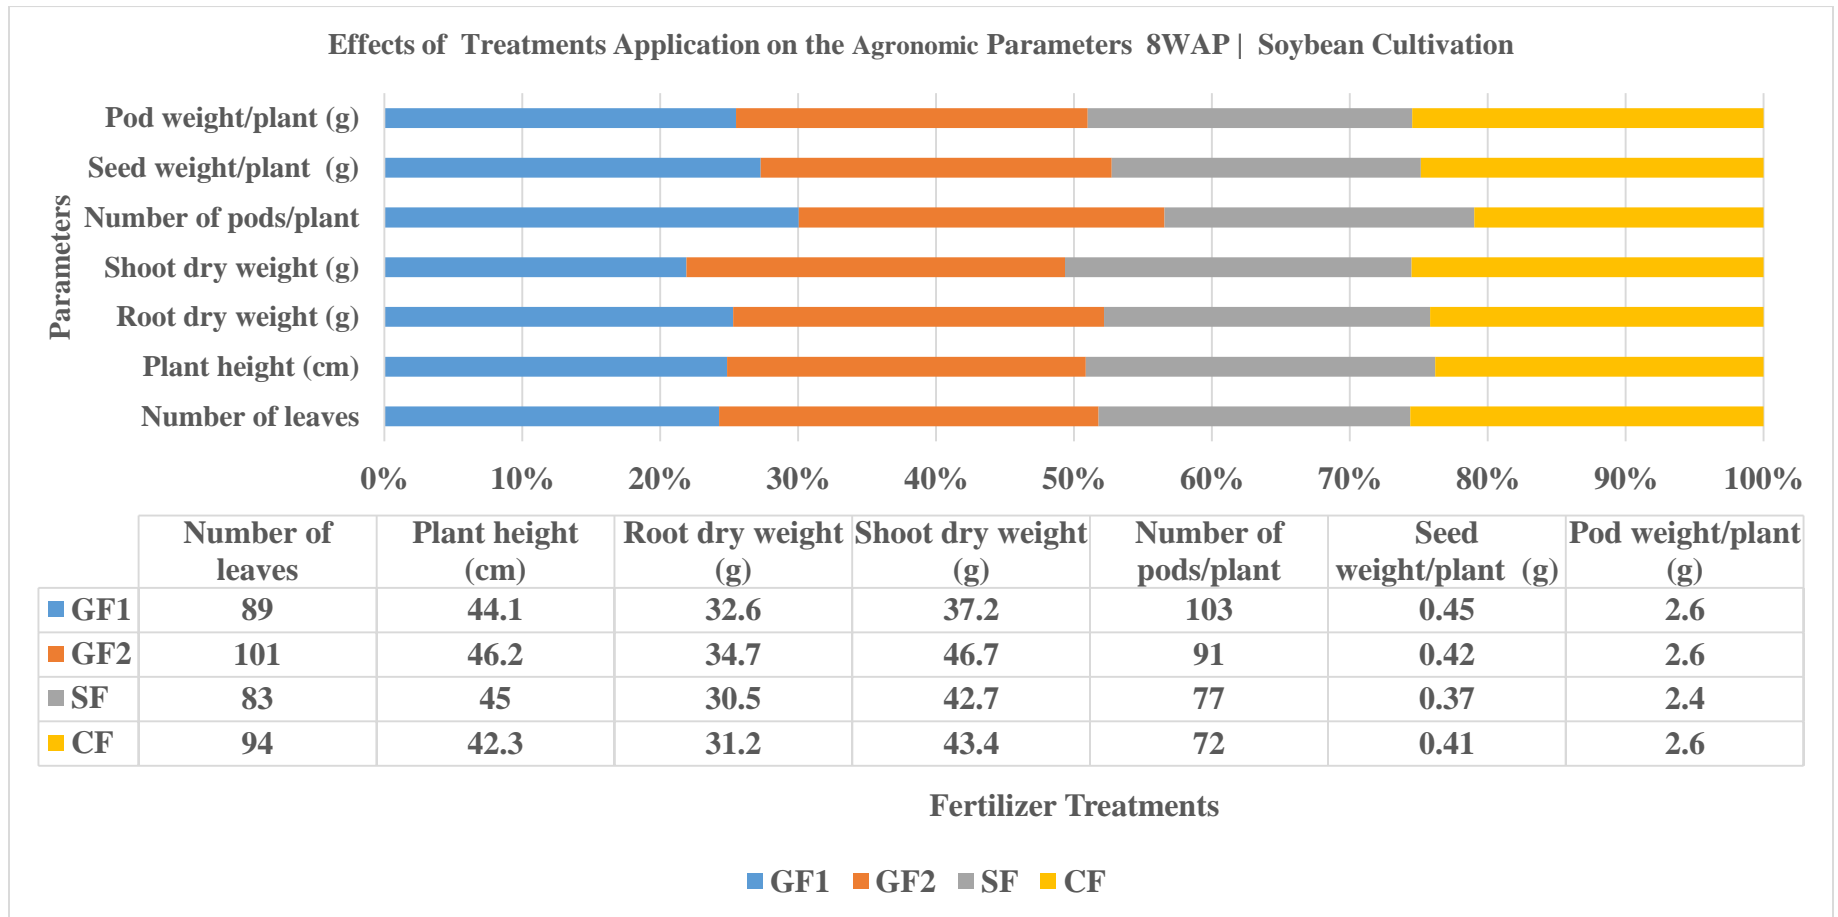 Effects of  Treatments Application on the Agronomic Parameters  8WAP |  Soybean Cultivation
Parameters
Pod weight/plant (g)
Seed weight/plant  (g)
Number of pods/plant
Shoot dry weight (g)
Root dry weight (g)
Plant height (cm)
Number of leaves
0% 10% 20% 30% 40% 50% 60% 70% 80% 90% 100%
Number of leaves Plant height (cm) Root dry weight (g) Shoot dry weight (g) Number of pods/plant Seed weight/plant  (g) Pod weight/plant (g)
GF1 89 44.1 32.6 37.2 103 0.45 2.6
GF2 101 46.2 34.7 46.7 91 0.42 2.6
SF 83 45 30.5 42.7 77 0.37 2.4
CF 94 42.3 31.2 43.4 72 0.41 2.6
Fertilizer Treatments
GF1 GF2 SF CF